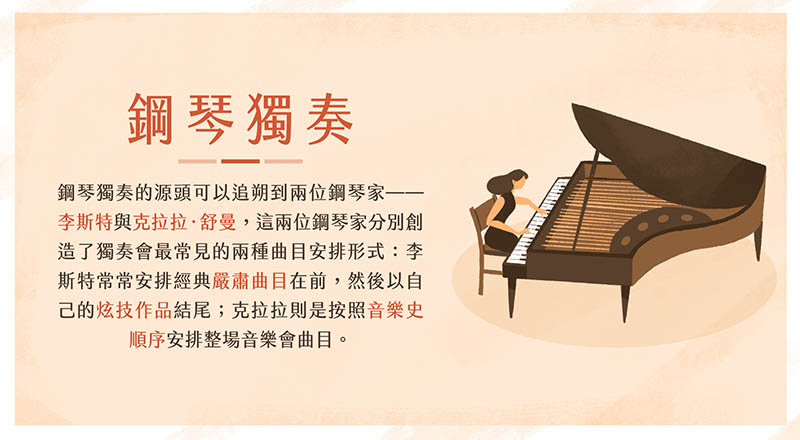 鋼琴獨奏
鋼琴獨奏的源頭可以追朔到兩位鋼琴家——
李斯特與克拉拉·舒曼，這兩位鋼琴家分別創
造了獨奏會最常見的兩種曲目安排形式：李
斯特常常安排經典嚴肅曲目在前，然後以自
己的炫技作品結尾；克拉拉則是按照音樂史
順序安排整場音樂會曲目。